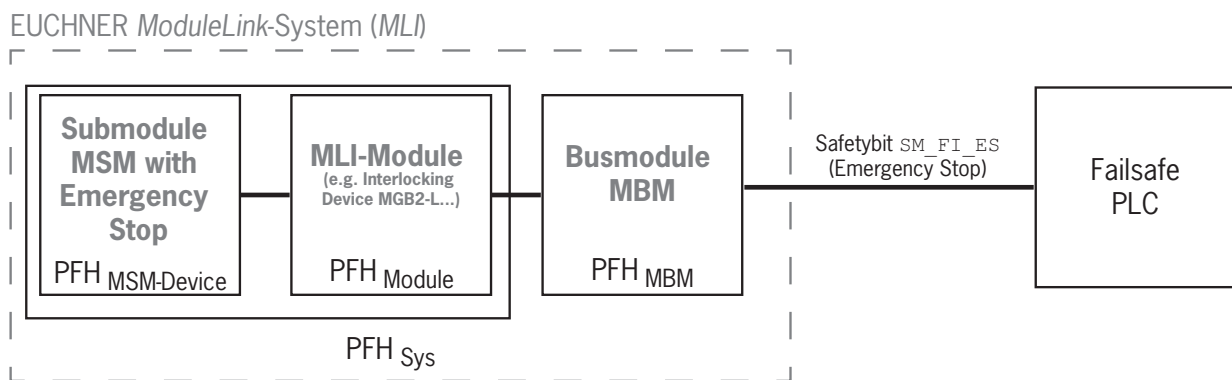 EUCHNER ModuleLink-System (MLI)
Submodule
MSM with
Emergency
Stop
PFH MSM-Device
MLI-Module
(e.g. Interlocking
Device MGB2-L...)
PFH Module
Busmodule
MBM
PFH MBM
PFH Sys
Safetybit SM_FI_ES
(Emergency Stop)
Failsafe
PLC